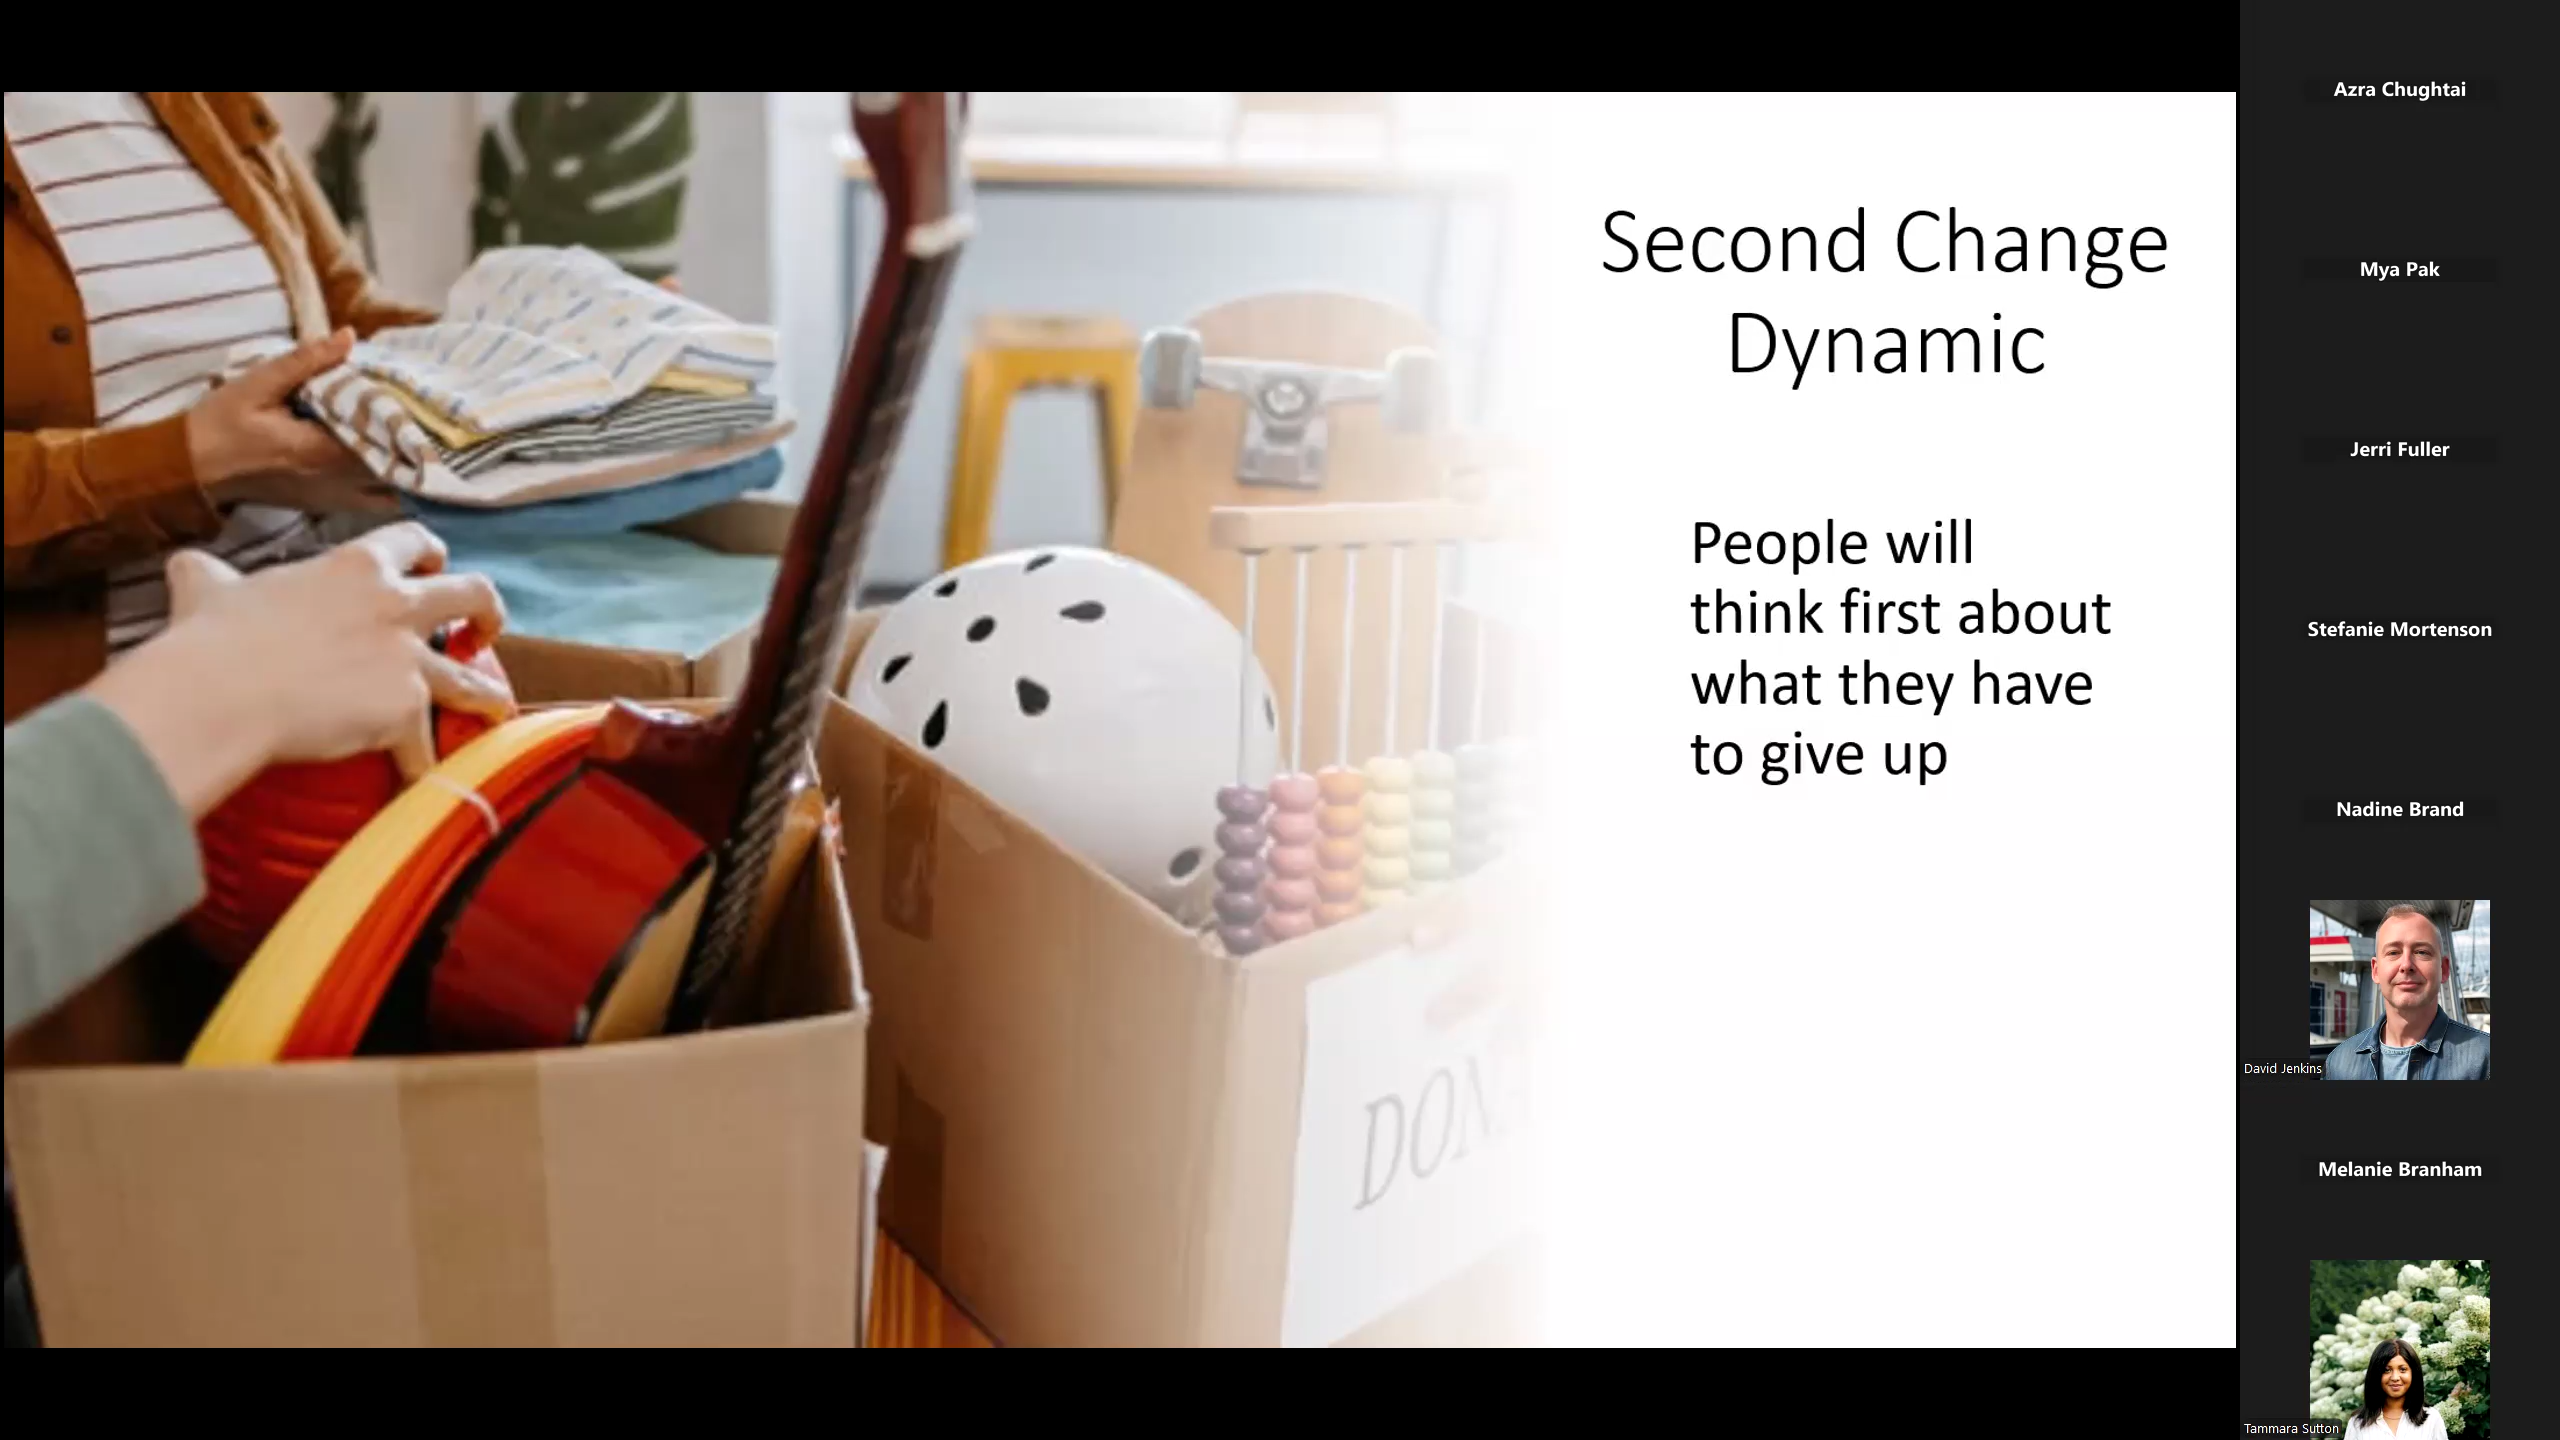 Second Change
Dynamic
People will
think first about
what they have
to give up
DON
Azra Chughtai
Mya Pak
Jerri Fuller
Stefanie Mortenson
Nadine Brand
David Jenkins
Melanie Branham
Tammara Sutton